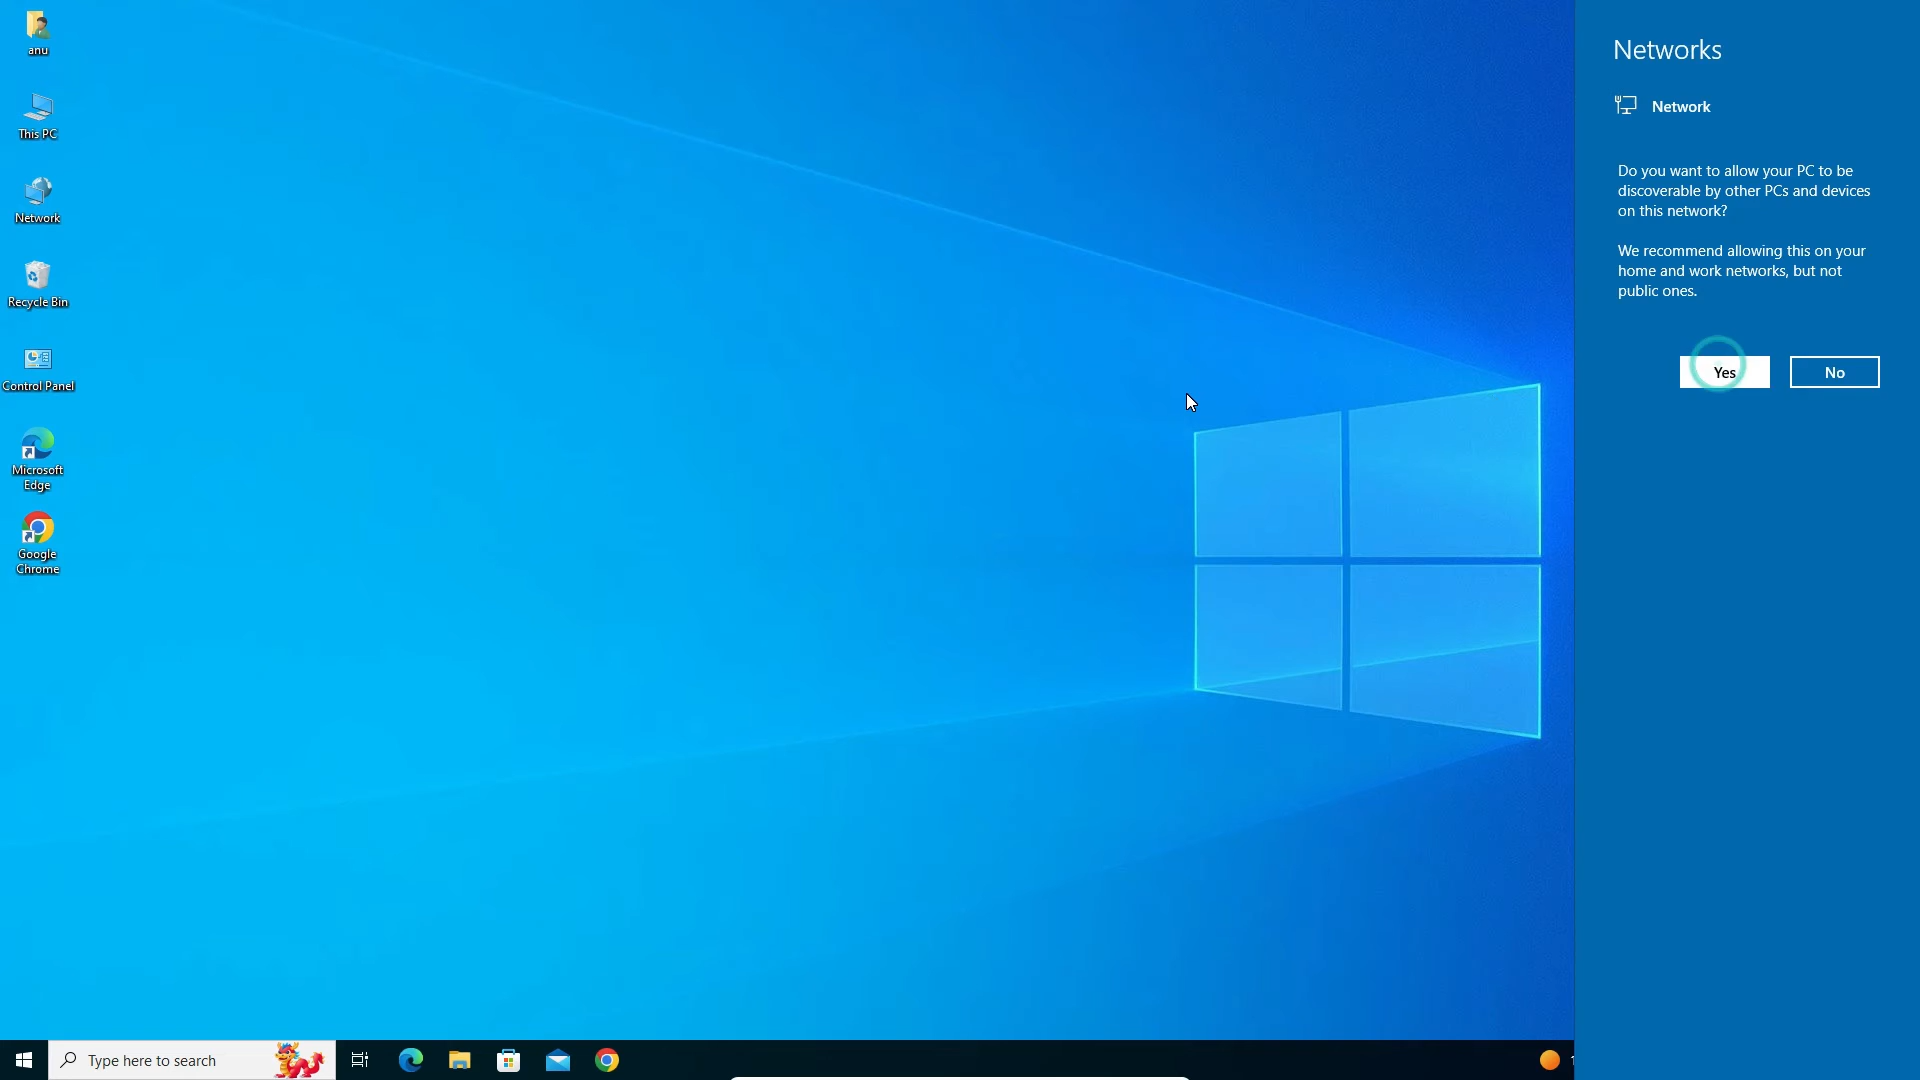 anu
This PC
Network
Recycle Bin
Control Panel
Microsoft
Edge
Google
Chrome
Networks
Network
Do you want to allow your PC to be
discoverable by other PCs and devices
on this network?
We recommend allowing this on your
home and work networks, but not
public ones.
Yes
No
Type here to search